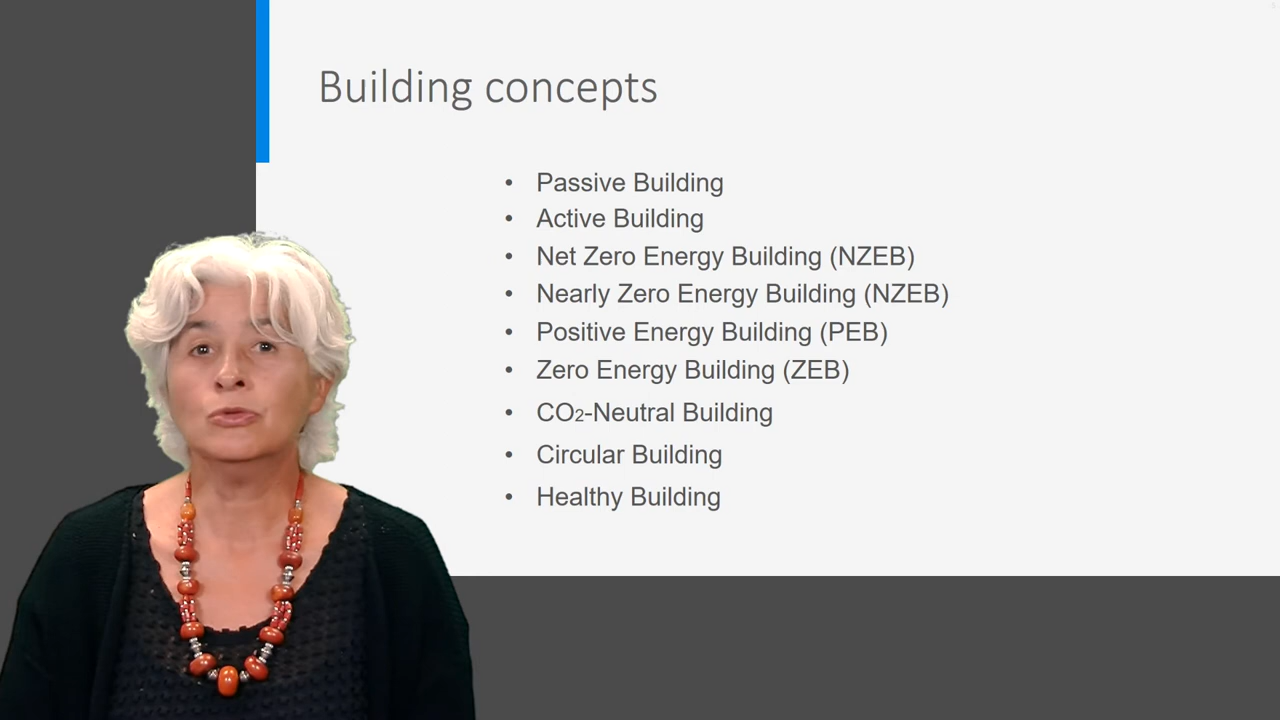 Building concepts
• Passive Building
• Active Building
• Net Zero Energy Building (NZEB)
• Nearly Zero Energy Building (NZEB)
• Positive Energy Building (PEB)
• Zero Energy Building (ZEB)
• CO2-Neutral Building
• Circular Building
• Healthy Building